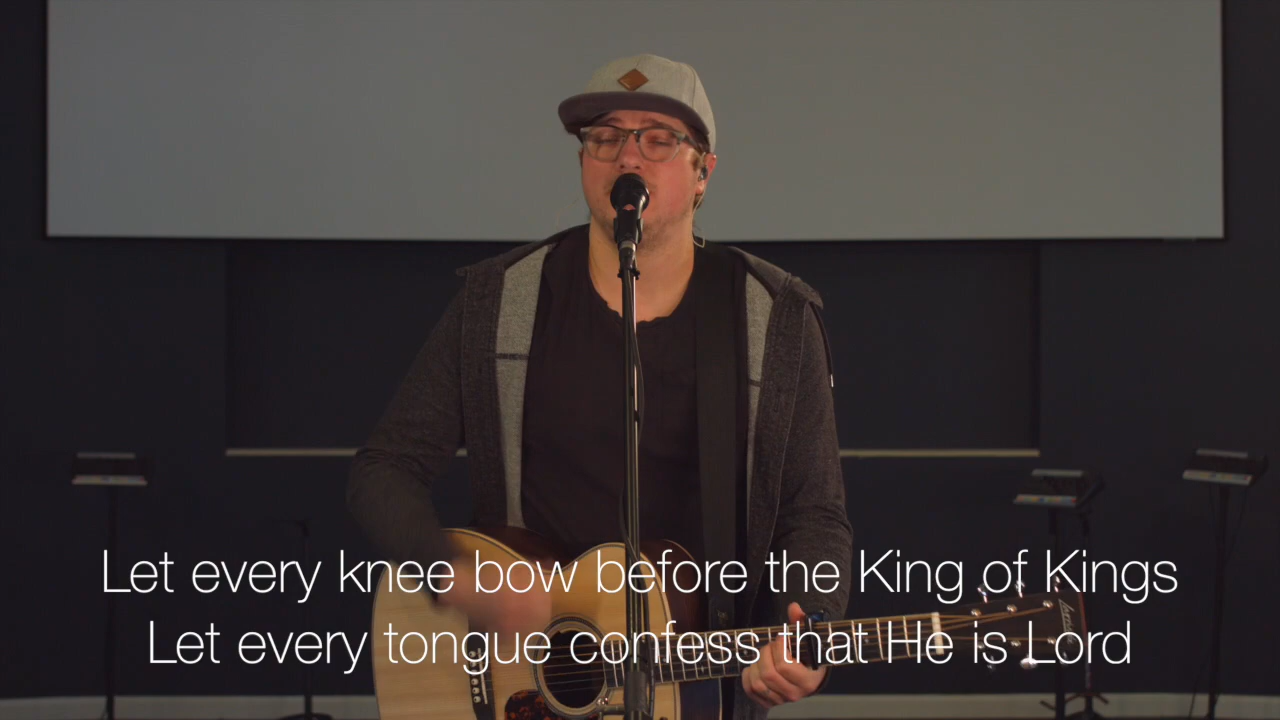 Let every knee bow before the King of Kings
Let every tongue confess that He is Lord